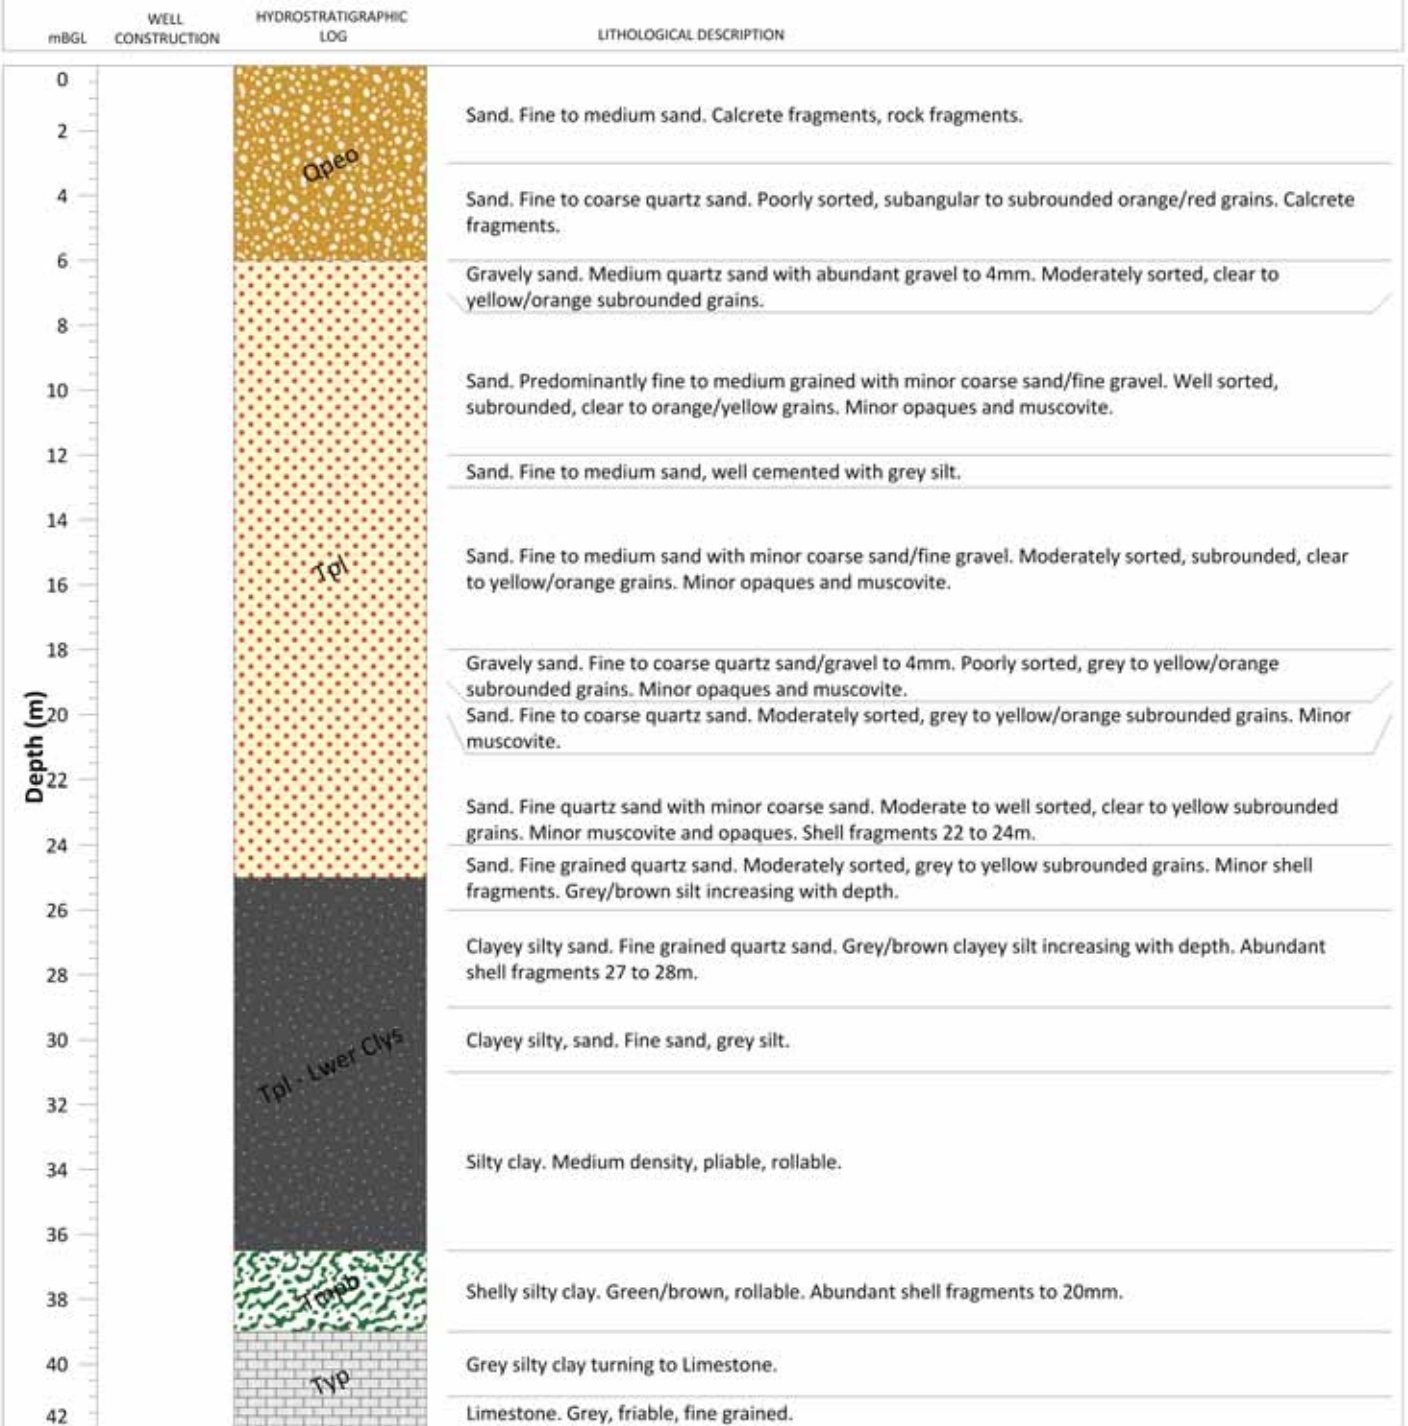 mBGL
WELL
CONSTRUCTION
HYDROSTRATIGRAPHIC
LOG
LITHOLOGICAL DESCRIPTION
0
Sand. Fine to medium sand. Calcrete fragments, rock fragments.
2
Qpeo
4
Sand. Fine to coarse quartz sand. Poorly sorted, subangular to subrounded orange/red grains. Calcrete
fragments.
6
Gravely sand. Medium quartz sand with abundant gravel to 4mm. Moderately sorted, clear to
yellow/orange subrounded grains.
8
10
Sand. Predominantly fine to medium grained with minor coarse sand/fine gravel. Well sorted,
subrounded, clear to orange/yellow grains. Minor opaques and muscovite.
12
Sand. Fine to medium sand, well cemented with grey silt.
14
Tpl
Sand. Fine to medium sand with minor coarse sand/fine gravel. Moderately sorted, subrounded, clear
to yellow/orange grains. Minor opaques and muscovite.
16
18
Gravely sand. Fine to coarse quartz sand/gravel to 4mm. Poorly sorted, grey to yellow/orange
subrounded grains. Minor opaques and muscovite.
Depth (m)
20
Sand. Fine to coarse quartz sand. Moderately sorted, grey to yellow/orange subrounded grains. Minor
muscovite.
22
Sand. Fine quartz sand with minor coarse sand. Moderate to well sorted, clear to yellow subrounded
grains. Minor muscovite and opaques. Shell fragments 22 to 24m.
24
Sand. Fine grained quartz sand. Moderately sorted, grey to yellow subrounded grains. Minor shell
fragments. Grey/brown silt increasing with depth.
26
Clayey silty sand. Fine grained quartz sand. Grey/brown clayey silt increasing with depth. Abundant
shell fragments 27 to 28m.
28
30
Clayey silty, sand. Fine sand, grey silt.
Tpl - Lwer Clys
32
34
Silty clay. Medium density, pliable, rollable.
36
Tmpb
38
Shelly silty clay. Green/brown, rollable. Abundant shell fragments to 20mm.
40
Typ
Grey silty clay turning to Limestone.
42
Limestone. Grey, friable, fine grained.